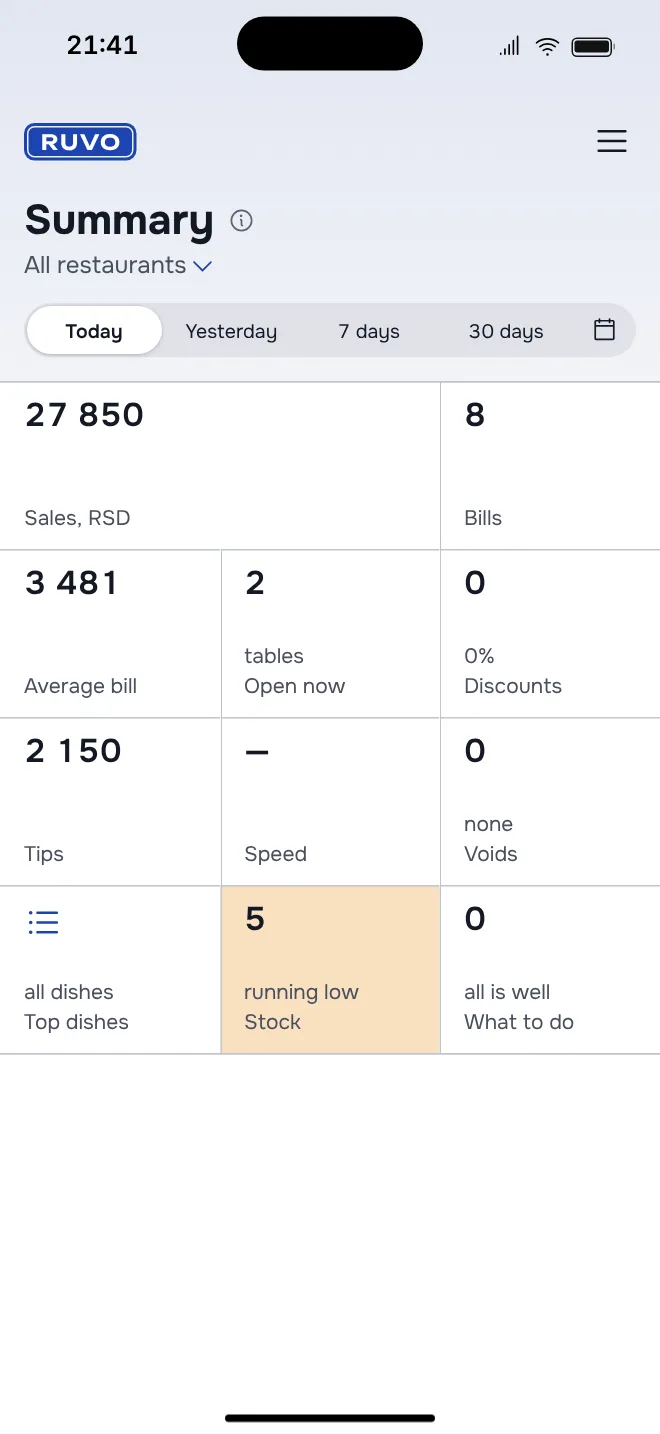 21:41
RUVO
Summary
All restaurants
Today Yesterday 7 days 30 days
27 850
Sales, RSD
8
Bills
3 481
Average bill
2
tables
Open now
0
0%
Discounts
2 150
Tips
–
Speed
0
none
Voids
all dishes
Top dishes
5
running low
Stock
0
all is well
What to do